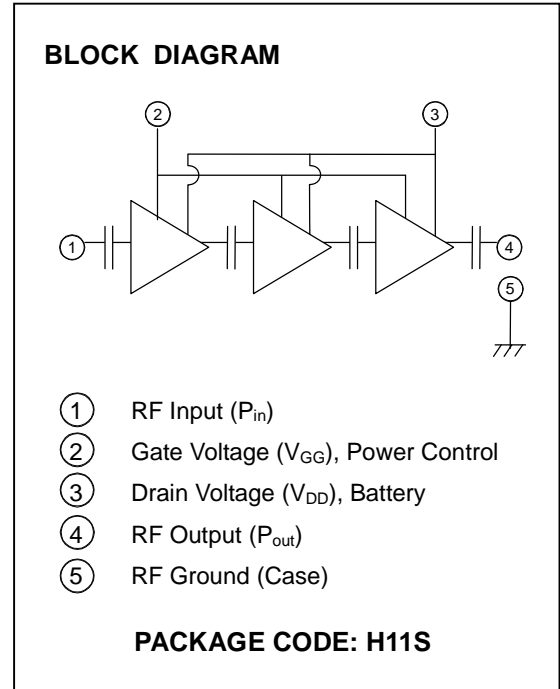 BLOCK DIAGRAM
2 3
1 4
5
1 RF Input (Pin)
2 Gate Voltage (VGG), Power Control
3 Drain Voltage (VDD), Battery
4 RF Output (Pout)
5 RF Ground (Case)
PACKAGE CODE: H11S